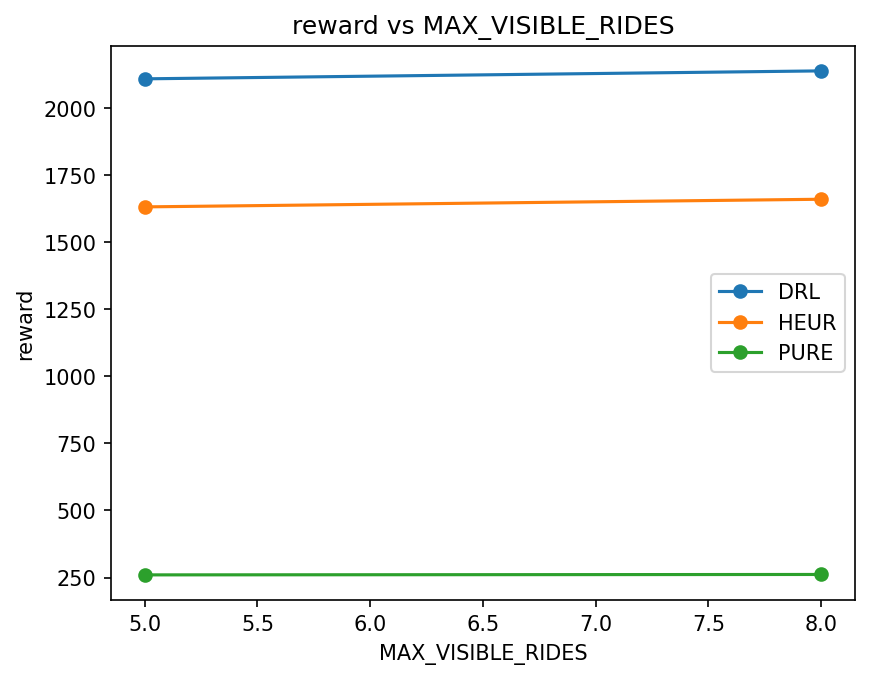 reward vs MAX_VISIBLE_RIDES
2000
1750
1500
1250
1000
750
500
250
reward
DRL
HEUR
PURE
5.0 5.5 6.0 6.5 7.0 7.5 8.0
MAX_VISIBLE_RIDES